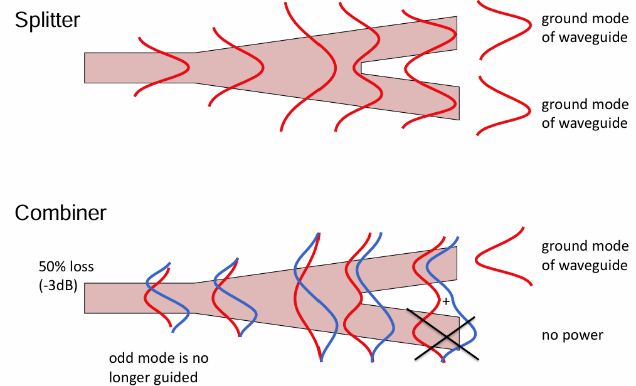 Splitter
ground mode
of waveguide
ground mode
of waveguide
Combiner
50% loss
(-3dB)
ground mode
of waveguide
+
no power
odd mode is no
longer guided